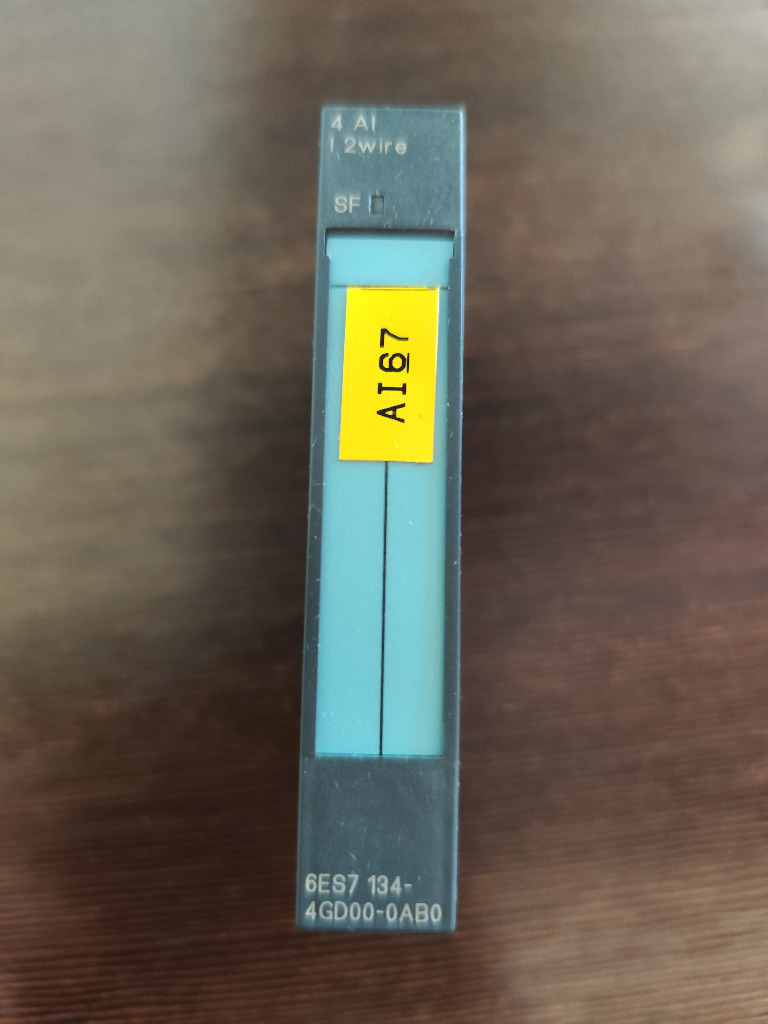 4 AI
I 2wire
SF
AI67
6ES7 134-
4GD00-0AB0